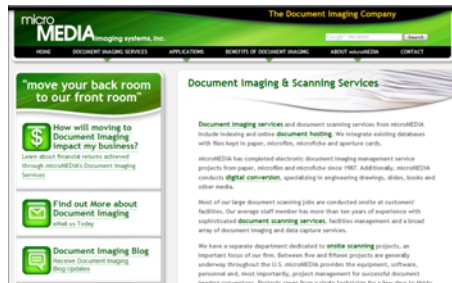 The Document Imaging Company
micro
MEDIA imaging systems, inc.
Search
HOME DOCUMENT IMAGING SERVICES APPLICATIONS BENEFITS OF DOCUMENT IMAGING ABOUT microMEDIA CONTACT
"move your back room
to our front room"
How will moving to
Document Imaging
impact my business?
Learn about financial returns achieved
through microMEDIA's Document Imaging
Services
Find out More about
Document Imaging
eMail us Today
Document Imaging Blog
Receive Document Imaging
Blog Updates
Document Imaging & Scanning Services
Document imaging services and document scanning services from microMEDIA
include indexing and online document hosting. We integrate existing databases
with files kept in paper, microfilm, microfiche and aperture cards.
microMEDIA has completed electronic document imaging management service
projects from paper, microfilm and microfiche since 1987. Additionally, microMEDIA
conducts digital conversion, specializing in engineering drawings, slides, books and
other media.
Most of our large document scanning jobs are conducted onsite at customers'
facilities. Our average staff member has more than ten years of experience with
sophisticated document scanning services, facilities management and a broad
array of document imaging and data capture services.
We have a separate department dedicated to onsite scanning projects, an
important focus of our firm. Between five and fifteen projects are generally
underway throughout the U.S. microMEDIA provides the equipment, software,
personnel and, most importantly, project management for successful document